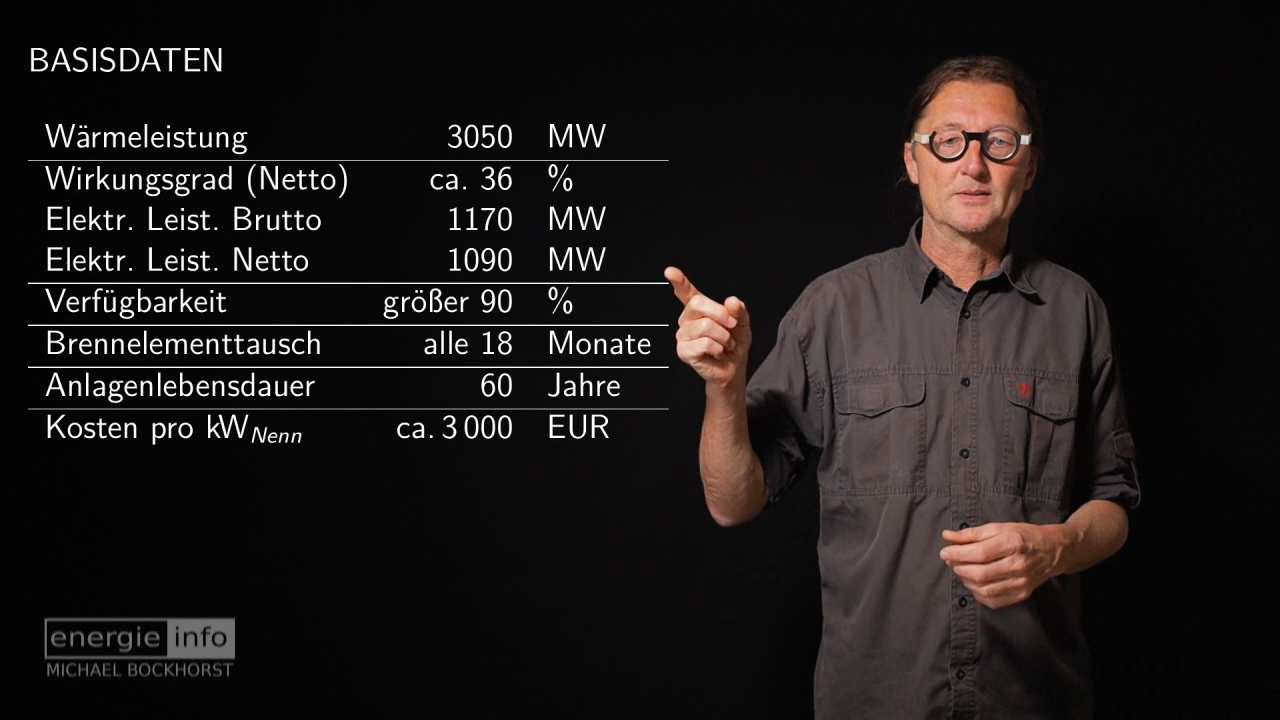 BASISDATEN
Wärmeleistung 3050 MW
Wirkungsgrad (Netto) ca. 36 %
Elektr. Leist. Brutto 1170 MW
Elektr. Leist. Netto 1090 MW
Verfügbarkeit größer 90 %
Brennelementtausch alle 18 Monate
Anlagenlebensdauer 60 Jahre
Kosten pro kWNenn ca. 3 000 EUR
energie info
MICHAEL BOCKHORST